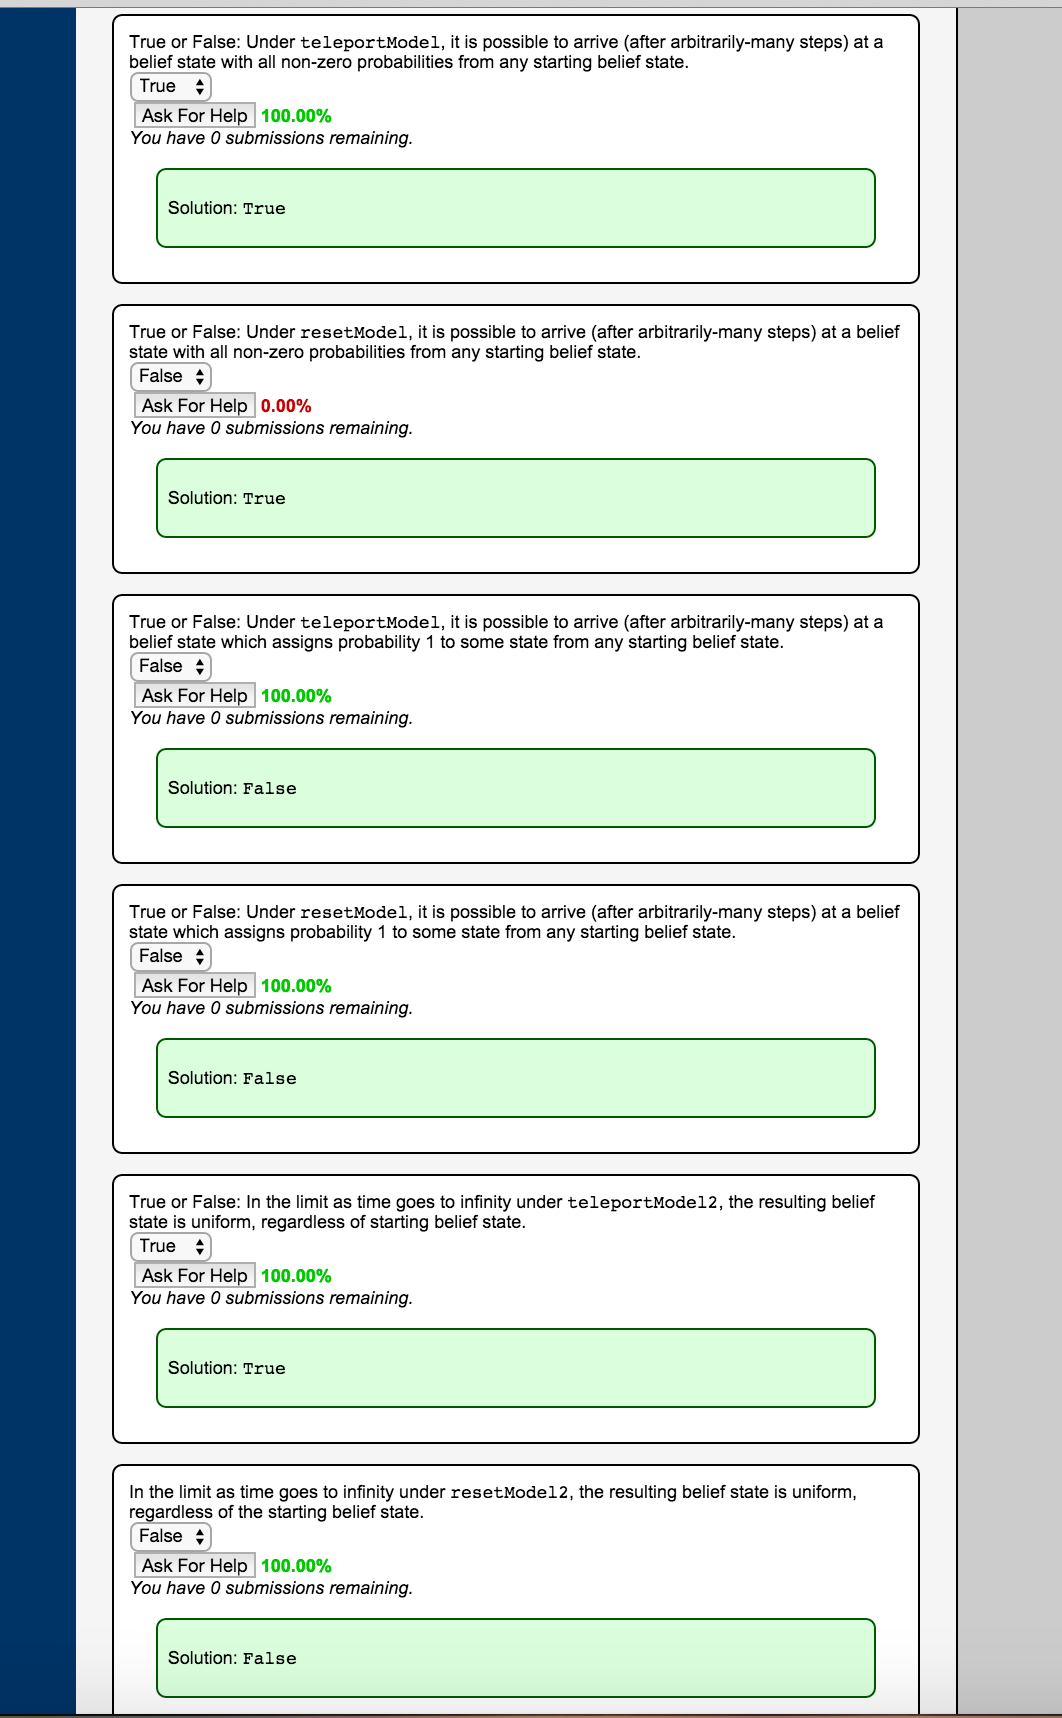 True or False: Under teleportModel, it is possible to arrive (after arbitrarily-many steps) at a
belief state with all non-zero probabilities from any starting belief state.
True
Ask For Help 100.00%
You have 0 submissions remaining.
Solution: True
True or False: Under resetModel, it is possible to arrive (after arbitrarily-many steps) at a belief
state with all non-zero probabilities from any starting belief state.
False
Ask For Help 0.00%
You have 0 submissions remaining.
Solution: True
True or False: Under teleportModel, it is possible to arrive (after arbitrarily-many steps) at a
belief state which assigns probability 1 to some state from any starting belief state.
False
Ask For Help 100.00%
You have 0 submissions remaining.
Solution: False
True or False: Under resetModel, it is possible to arrive (after arbitrarily-many steps) at a belief
state which assigns probability 1 to some state from any starting belief state.
False
Ask For Help 100.00%
You have 0 submissions remaining.
Solution: False
True or False: In the limit as time goes to infinity under teleportModel2, the resulting belief
state is uniform, regardless of starting belief state.
True
Ask For Help 100.00%
You have 0 submissions remaining.
Solution: True
In the limit as time goes to infinity under resetModel2, the resulting belief state is uniform,
regardless of the starting belief state.
False
Ask For Help 100.00%
You have 0 submissions remaining.
Solution: False